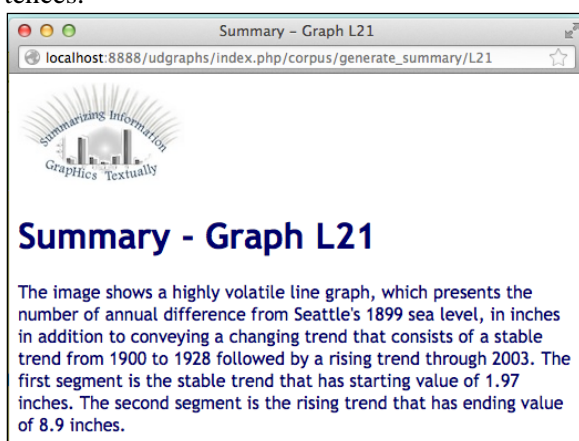 tences.
Summary - Graph L21
localhost:8888/udgraphs/index.php/corpus/generate_summary/L21
Summarizing Information
GrapHics Textually
Summary - Graph L21
The image shows a highly volatile line graph, which presents the
number of annual difference from Seattle's 1899 sea level, in inches
in addition to conveying a changing trend that consists of a stable
trend from 1900 to 1928 followed by a rising trend through 2003. The
first segment is the stable trend that has starting value of 1.97
inches. The second segment is the rising trend that has ending value
of 8.9 inches.